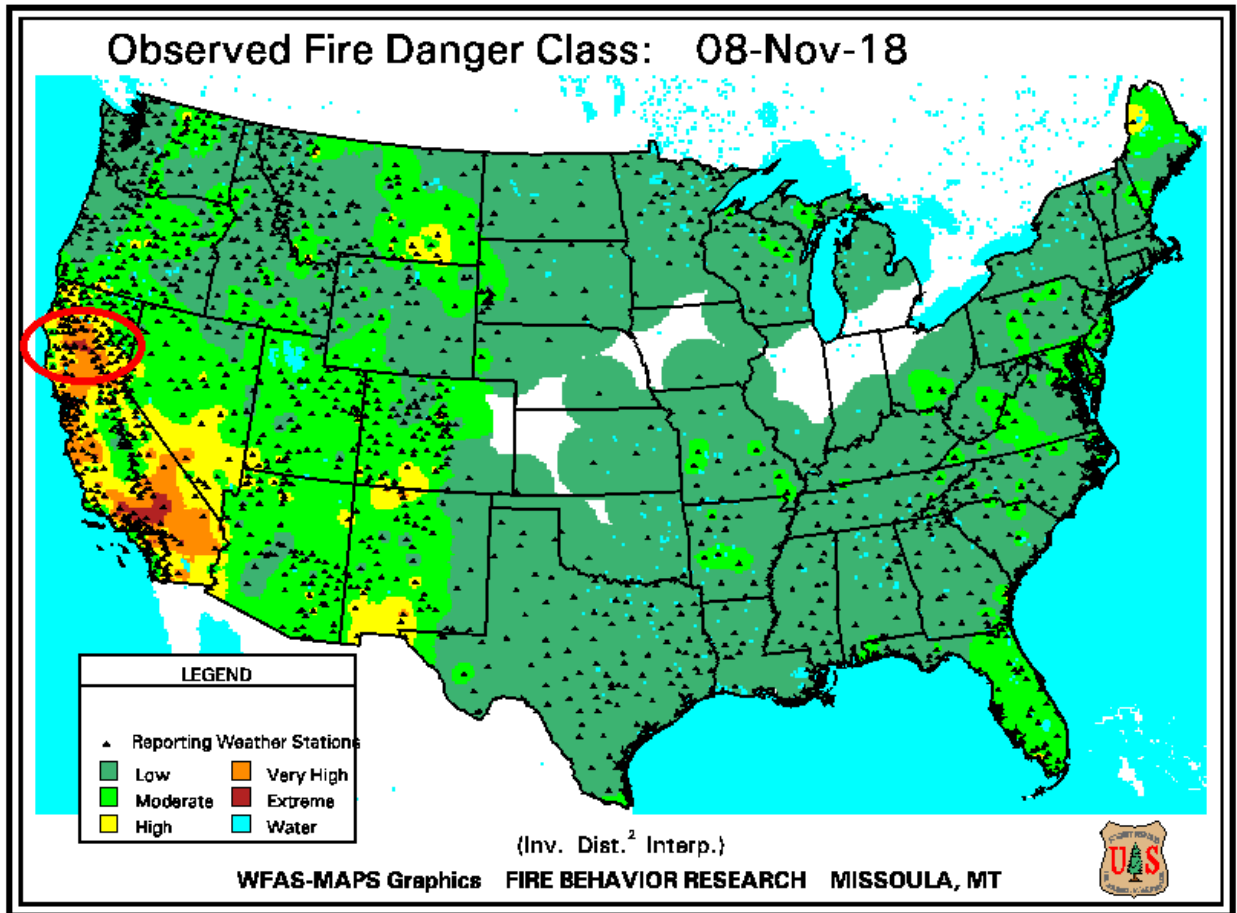 Observed Fire Danger Class: 08-Nov-18
LEGEND
Reporting Weather Stations
Low
Moderate
High
Very High
Extreme
Water
(Inv. Dist.² Interp.)
WFAS-MAPS Graphics FIRE BEHAVIOR RESEARCH MISSOULA, MT
US